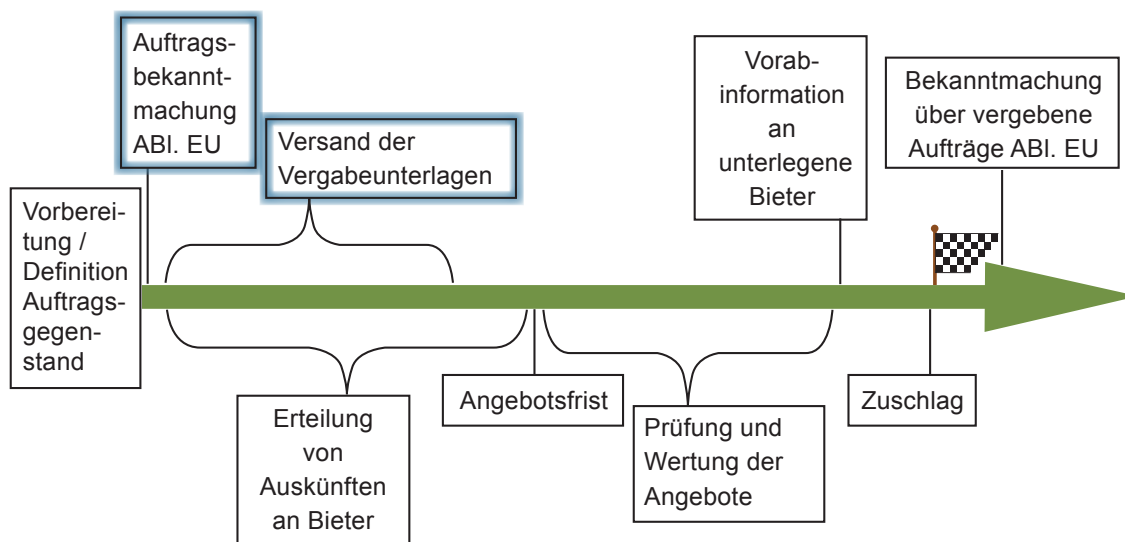 Auftrags-
bekannt-
machung
ABl. EU
Versand der
Vergabeunterlagen
Vorab-
information
an
unterlegene
Bieter
Bekanntmachung
über vergebene
Aufträge ABl. EU
Vorberei-
tung /
Definition
Auftrags-
gegen-
stand
Erteilung
von
Auskünften
an Bieter
Angebotsfrist
Prüfung und
Wertung der
Angebote
Zuschlag